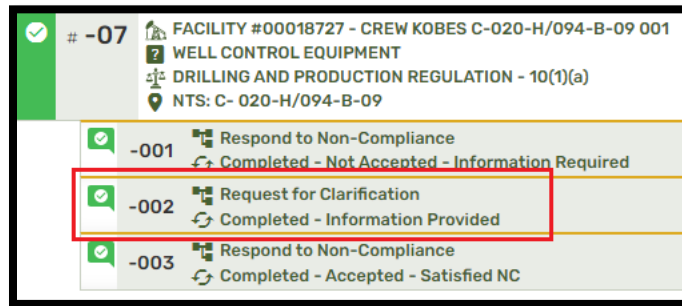 # -07 FACILITY #00018727 - CREW KOBES C-020-H/094-B-09 001
? WELL CONTROL EQUIPMENT
DRILLING AND PRODUCTION REGULATION - 10(1)(a)
NTS: C- 020-H/094-B-09
-001 Respond to Non-Compliance
Completed - Not Accepted - Information Required
-002 Request for Clarification
Completed - Information Provided
-003 Respond to Non-Compliance
Completed - Accepted - Satisfied NC